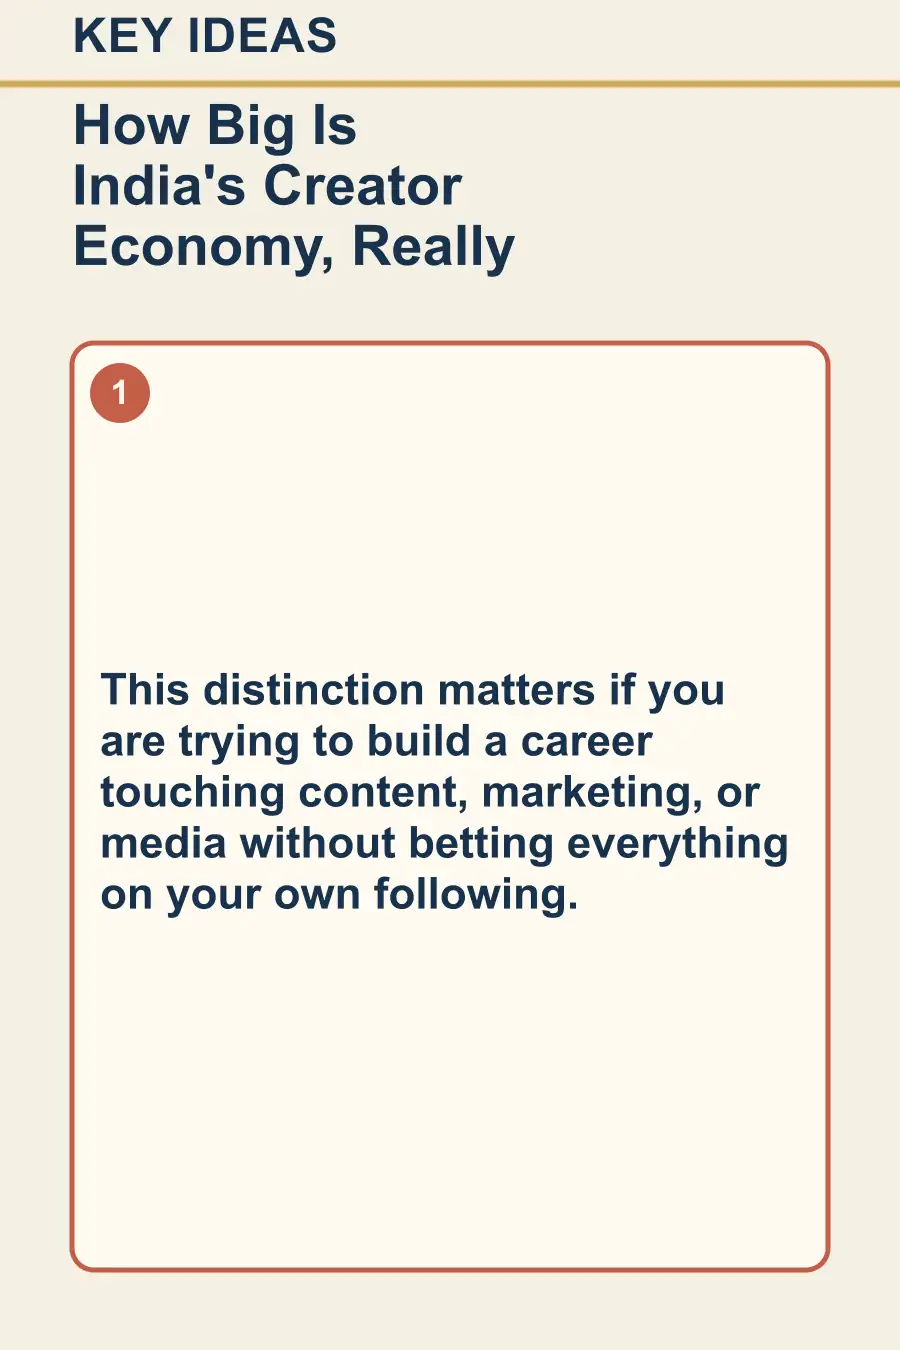 KEY IDEAS
How Big Is
India's Creator
Economy, Really
1
This distinction matters if you
are trying to build a career
touching content, marketing, or
media without betting everything
on your own following.